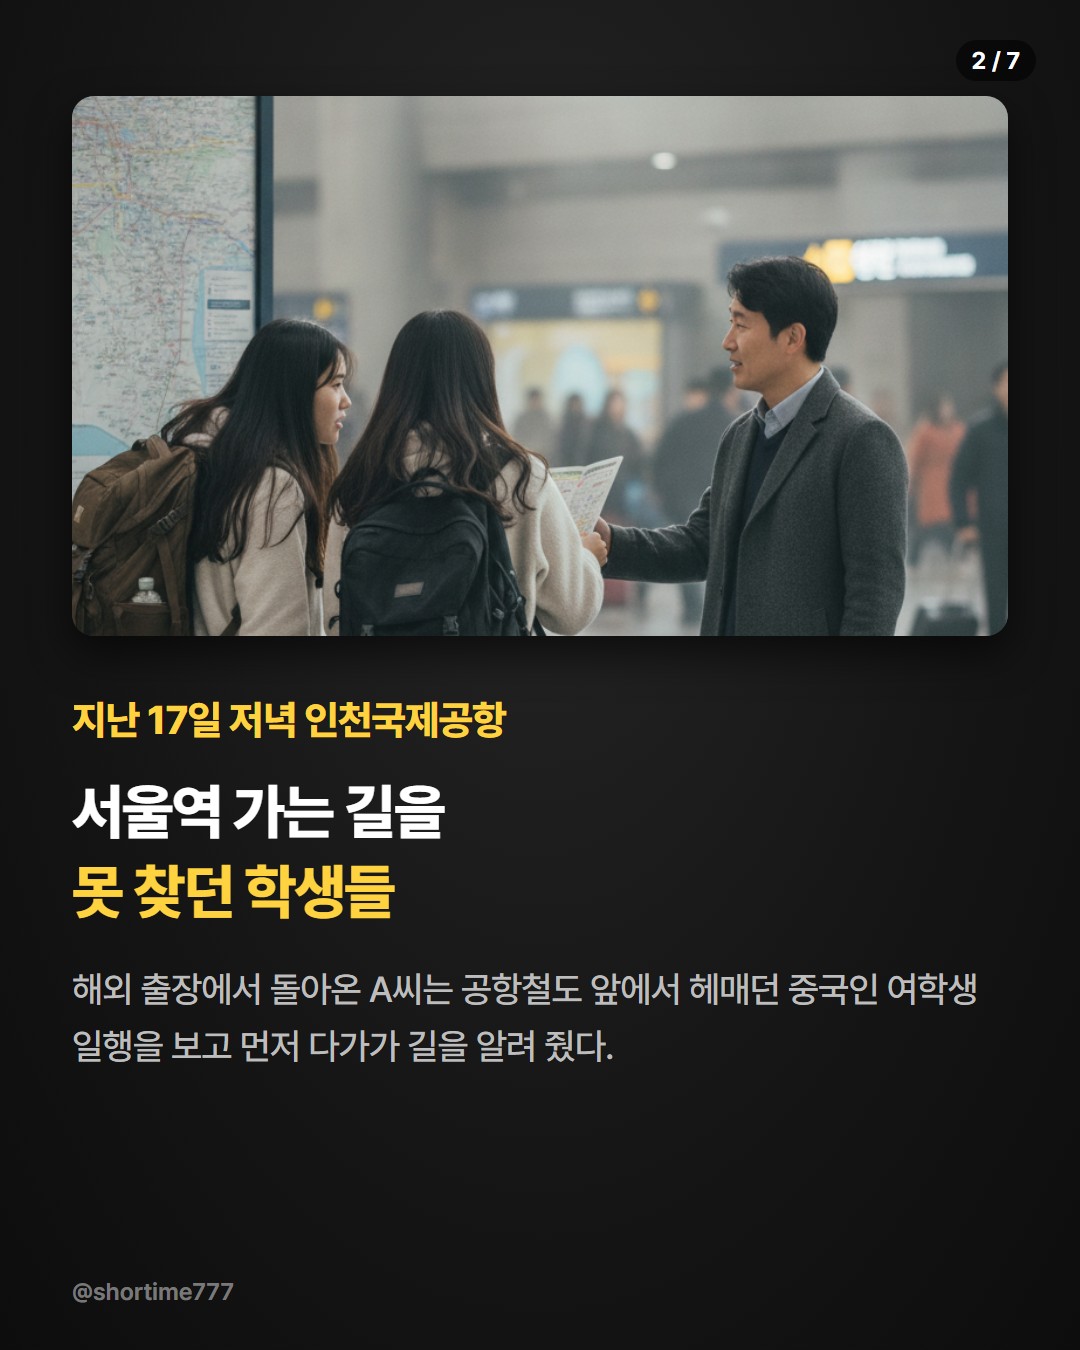 2 / 7
지난 17일 저녁 인천국제공항
서울역 가는 길을
못 찾던 학생들
해외 출장에서 돌아온 A씨는 공항철도 앞에서 헤매던 중국인 여학생
일행을 보고 먼저 다가가 길을 알려 줬다.
@shortime777